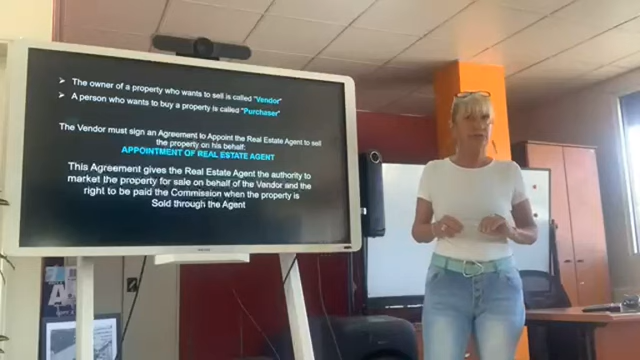 ➢ The owner of a property who wants to sell is called "Vendor"
➢ A person who wants to buy a property is called "Purchaser"
The Vendor must sign an Agreement to Appoint the Real Estate Agent to sell
the property on his behalf:
APPOINTMENT OF REAL ESTATE AGENT
This Agreement gives the Real Estate Agent the authority to
market the property for sale on behalf of the Vendor and the
right to be paid the Commission when the property is
Sold through the Agent